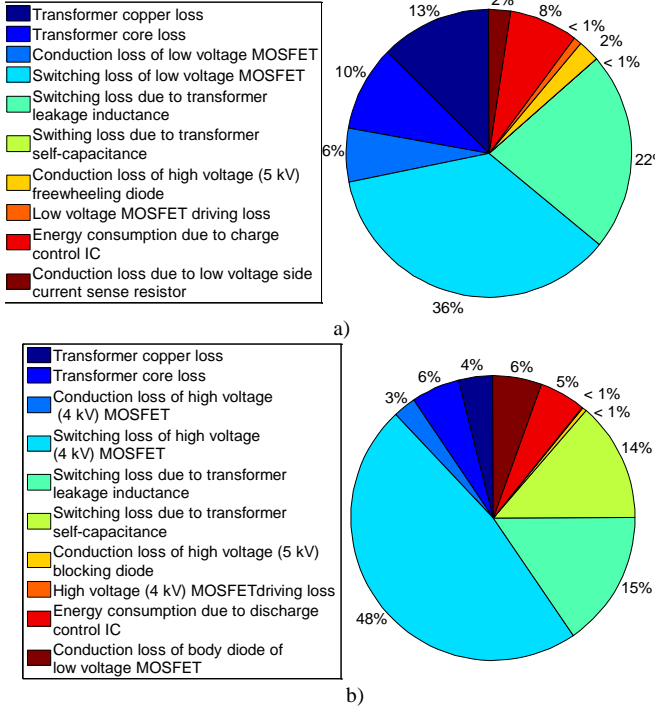 Transformer copper loss
Transformer core loss
Conduction loss of low voltage MOSFET
Switching loss of low voltage MOSFET
Switching loss due to transformer
leakage inductance
Swithing loss due to transformer
self-capacitance
Conduction loss of high voltage (5 kV)
freewheeling diode
Low voltage MOSFET driving loss
Energy consumption due to charge
control IC
Conduction loss due to low voltage side
current sense resistor
13%
2%
8%
< 1%
2%
< 1%
10%
6%
22%
36%
a)
Transformer copper loss
Transformer core loss
Conduction loss of high voltage
(4 kV) MOSFET
Switching loss of high voltage
(4 kV) MOSFET
Switching loss due to transformer
leakage inductance
Switching loss due to transformer
self-capacitance
Conduction loss of high voltage (5 kV)
blocking diode
High voltage (4 kV) MOSFETdriving loss
Energy consumption due to discharge
control IC
Conduction loss of body diode of
low voltage MOSFET
4%
6%
6%
5%
< 1%
< 1%
3%
14%
15%
48%
b)